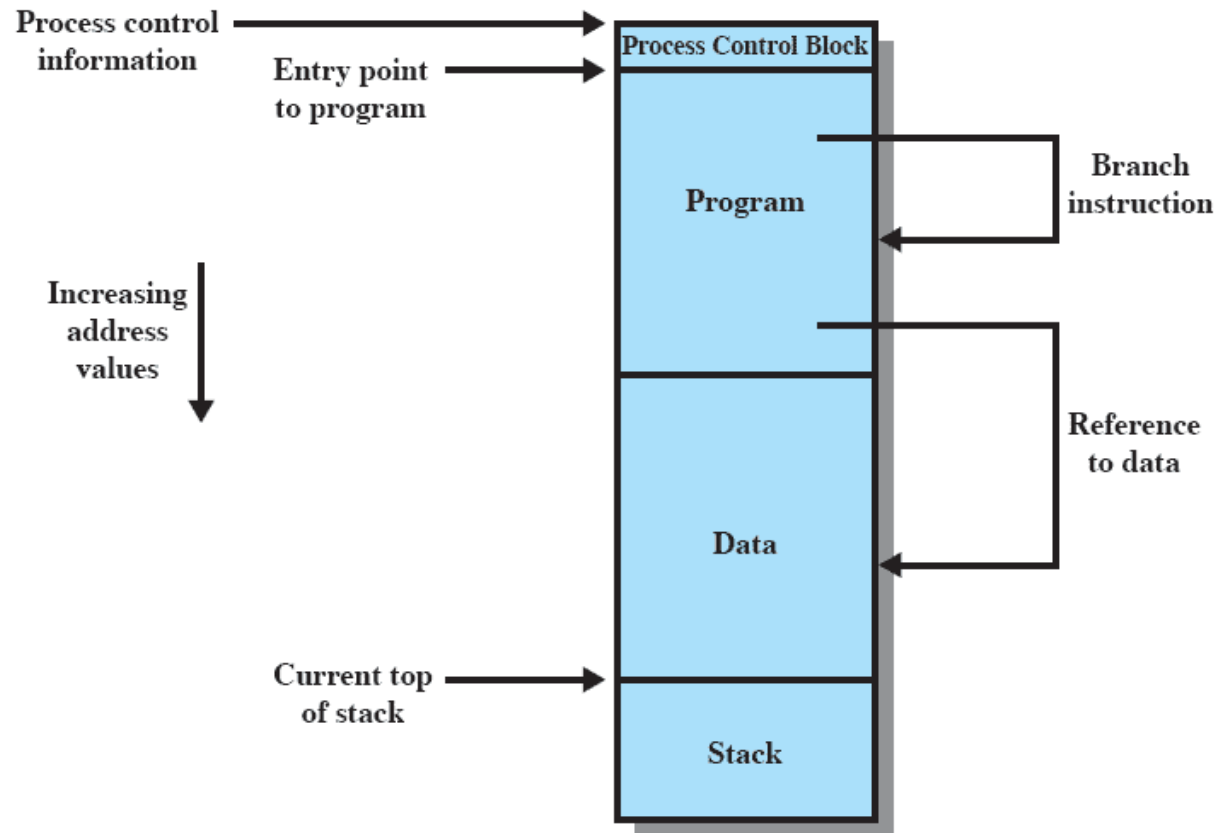 Process control
information
Process Control Block
Entry point
to program
Branch
instruction
Program
Increasing
address
values
Reference
to data
Data
Current top
of stack
Stack